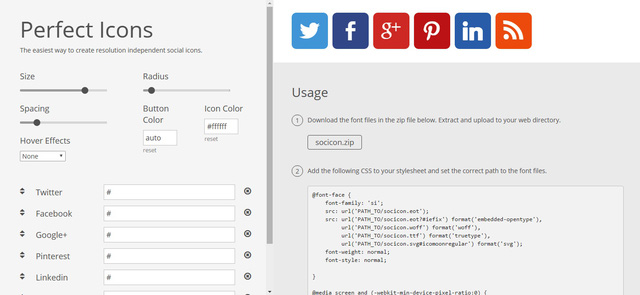 Perfect Icons
The easiest way to create resolution independent social icons.
Size
Radius
Spacing
Button Color
Icon Color
auto
#ffffff
reset
reset
Hover Effects
None
Twitter
#
Facebook
#
Google+
#
Pinterest
#
Linkedin
#
f
g+
in
Usage
1 Download the font files in the zip file below. Extract and upload to your web directory.
socicon.zip
2 Add the following CSS to your stylesheet and set the correct path to the font files.
@font-face {
font-family: 'si';
src: url('PATH_TO/socicon.eot');
src: url('PATH_TO/socicon.eot?#iefix') format('embedded-opentype'),
url('PATH_TO/socicon.woff') format('woff'),
url('PATH_TO/socicon.ttf') format('truetype'),
url('PATH_TO/socicon.svg#icomoonregular') format('svg');
font-weight: normal;
font-style: normal;
}
@media screen and (-webkit-min-device-pixel-ratio:0) {